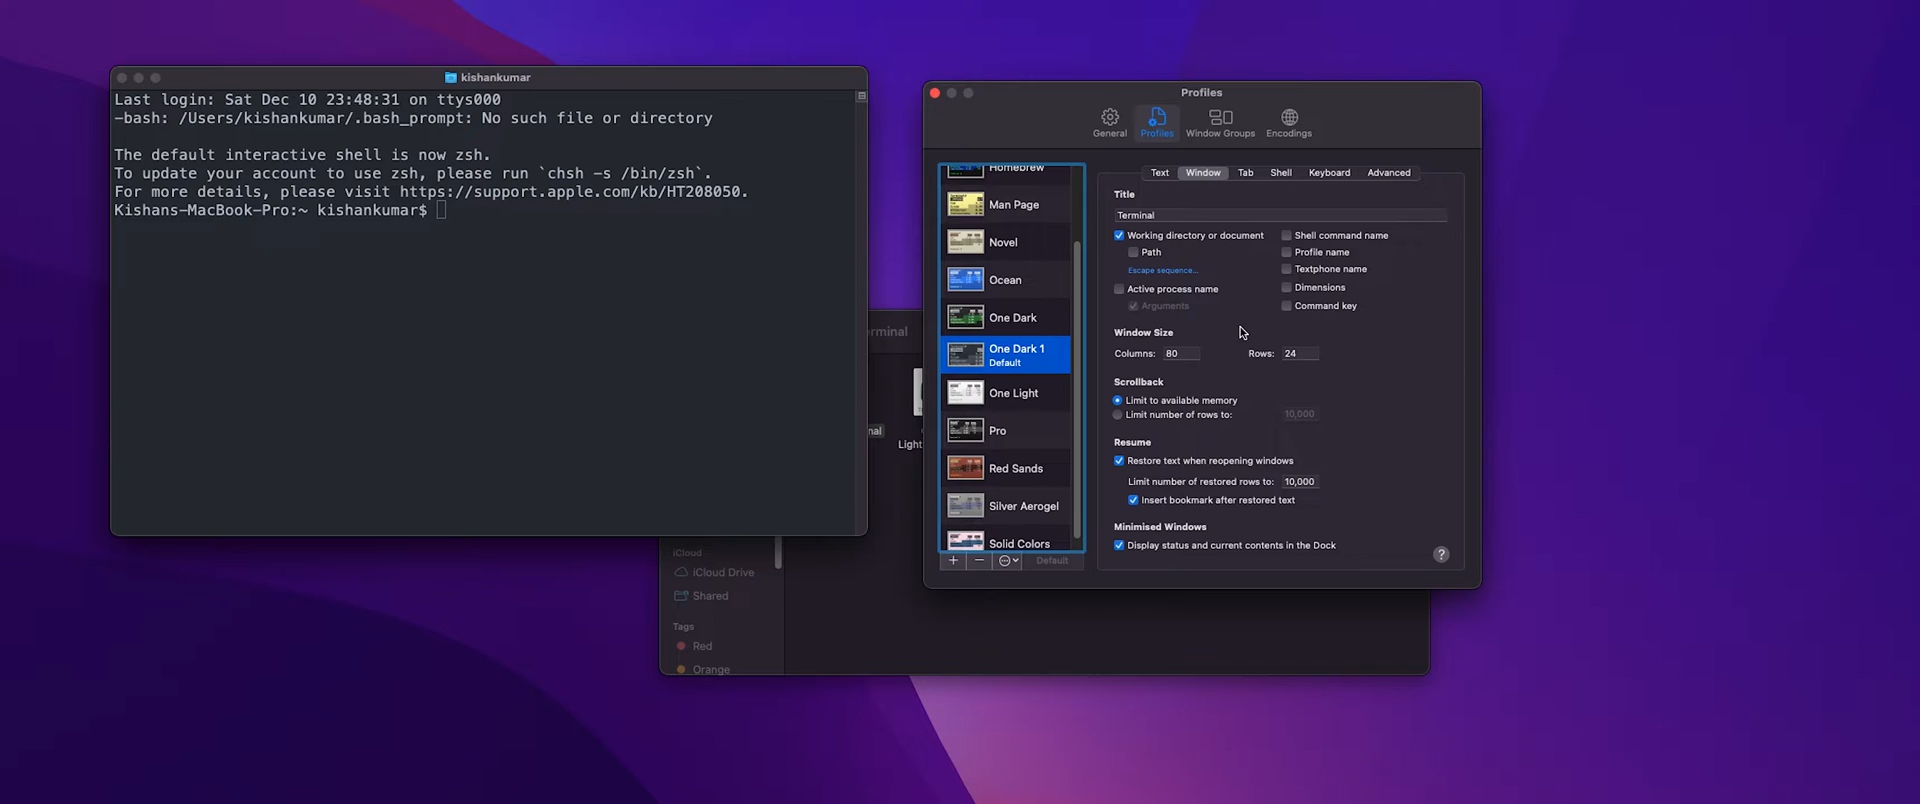 kishankumar
Last login: Sat Dec 10 23:48:31 on ttys000
-bash: /Users/kishankumar/.bash_prompt: No such file or directory
The default interactive shell is now zsh.
To update your account to use zsh, please run `chsh -s /bin/zsh`.
For more details, please visit https://support.apple.com/kb/HT208050.
Kishans-MacBook-Pro:~ kishankumar$
Profiles
General
Profiles
Window Groups
Encodings
Homebrew
Man Page
Novel
Ocean
One Dark
One Dark 1
Default
One Light
Pro
Red Sands
Silver Aerogel
Solid Colors
+ − Default
Text Window Tab Shell Keyboard Advanced
Title
Terminal
Working directory or document
Shell command name
Path
Profile name
Escape sequence...
Textphone name
Active process name
Dimensions
Arguments
Command key
Window Size
Columns: 80 Rows: 24
Scrollback
Limit to available memory
Limit number of rows to: 10,000
Resume
Restore text when reopening windows
Limit number of restored rows to: 10,000
Insert bookmark after restored text
Minimised Windows
Display status and current contents in the Dock
?
erminal
nal
Light
iCloud
iCloud Drive
Shared
Tags
Red
Orange